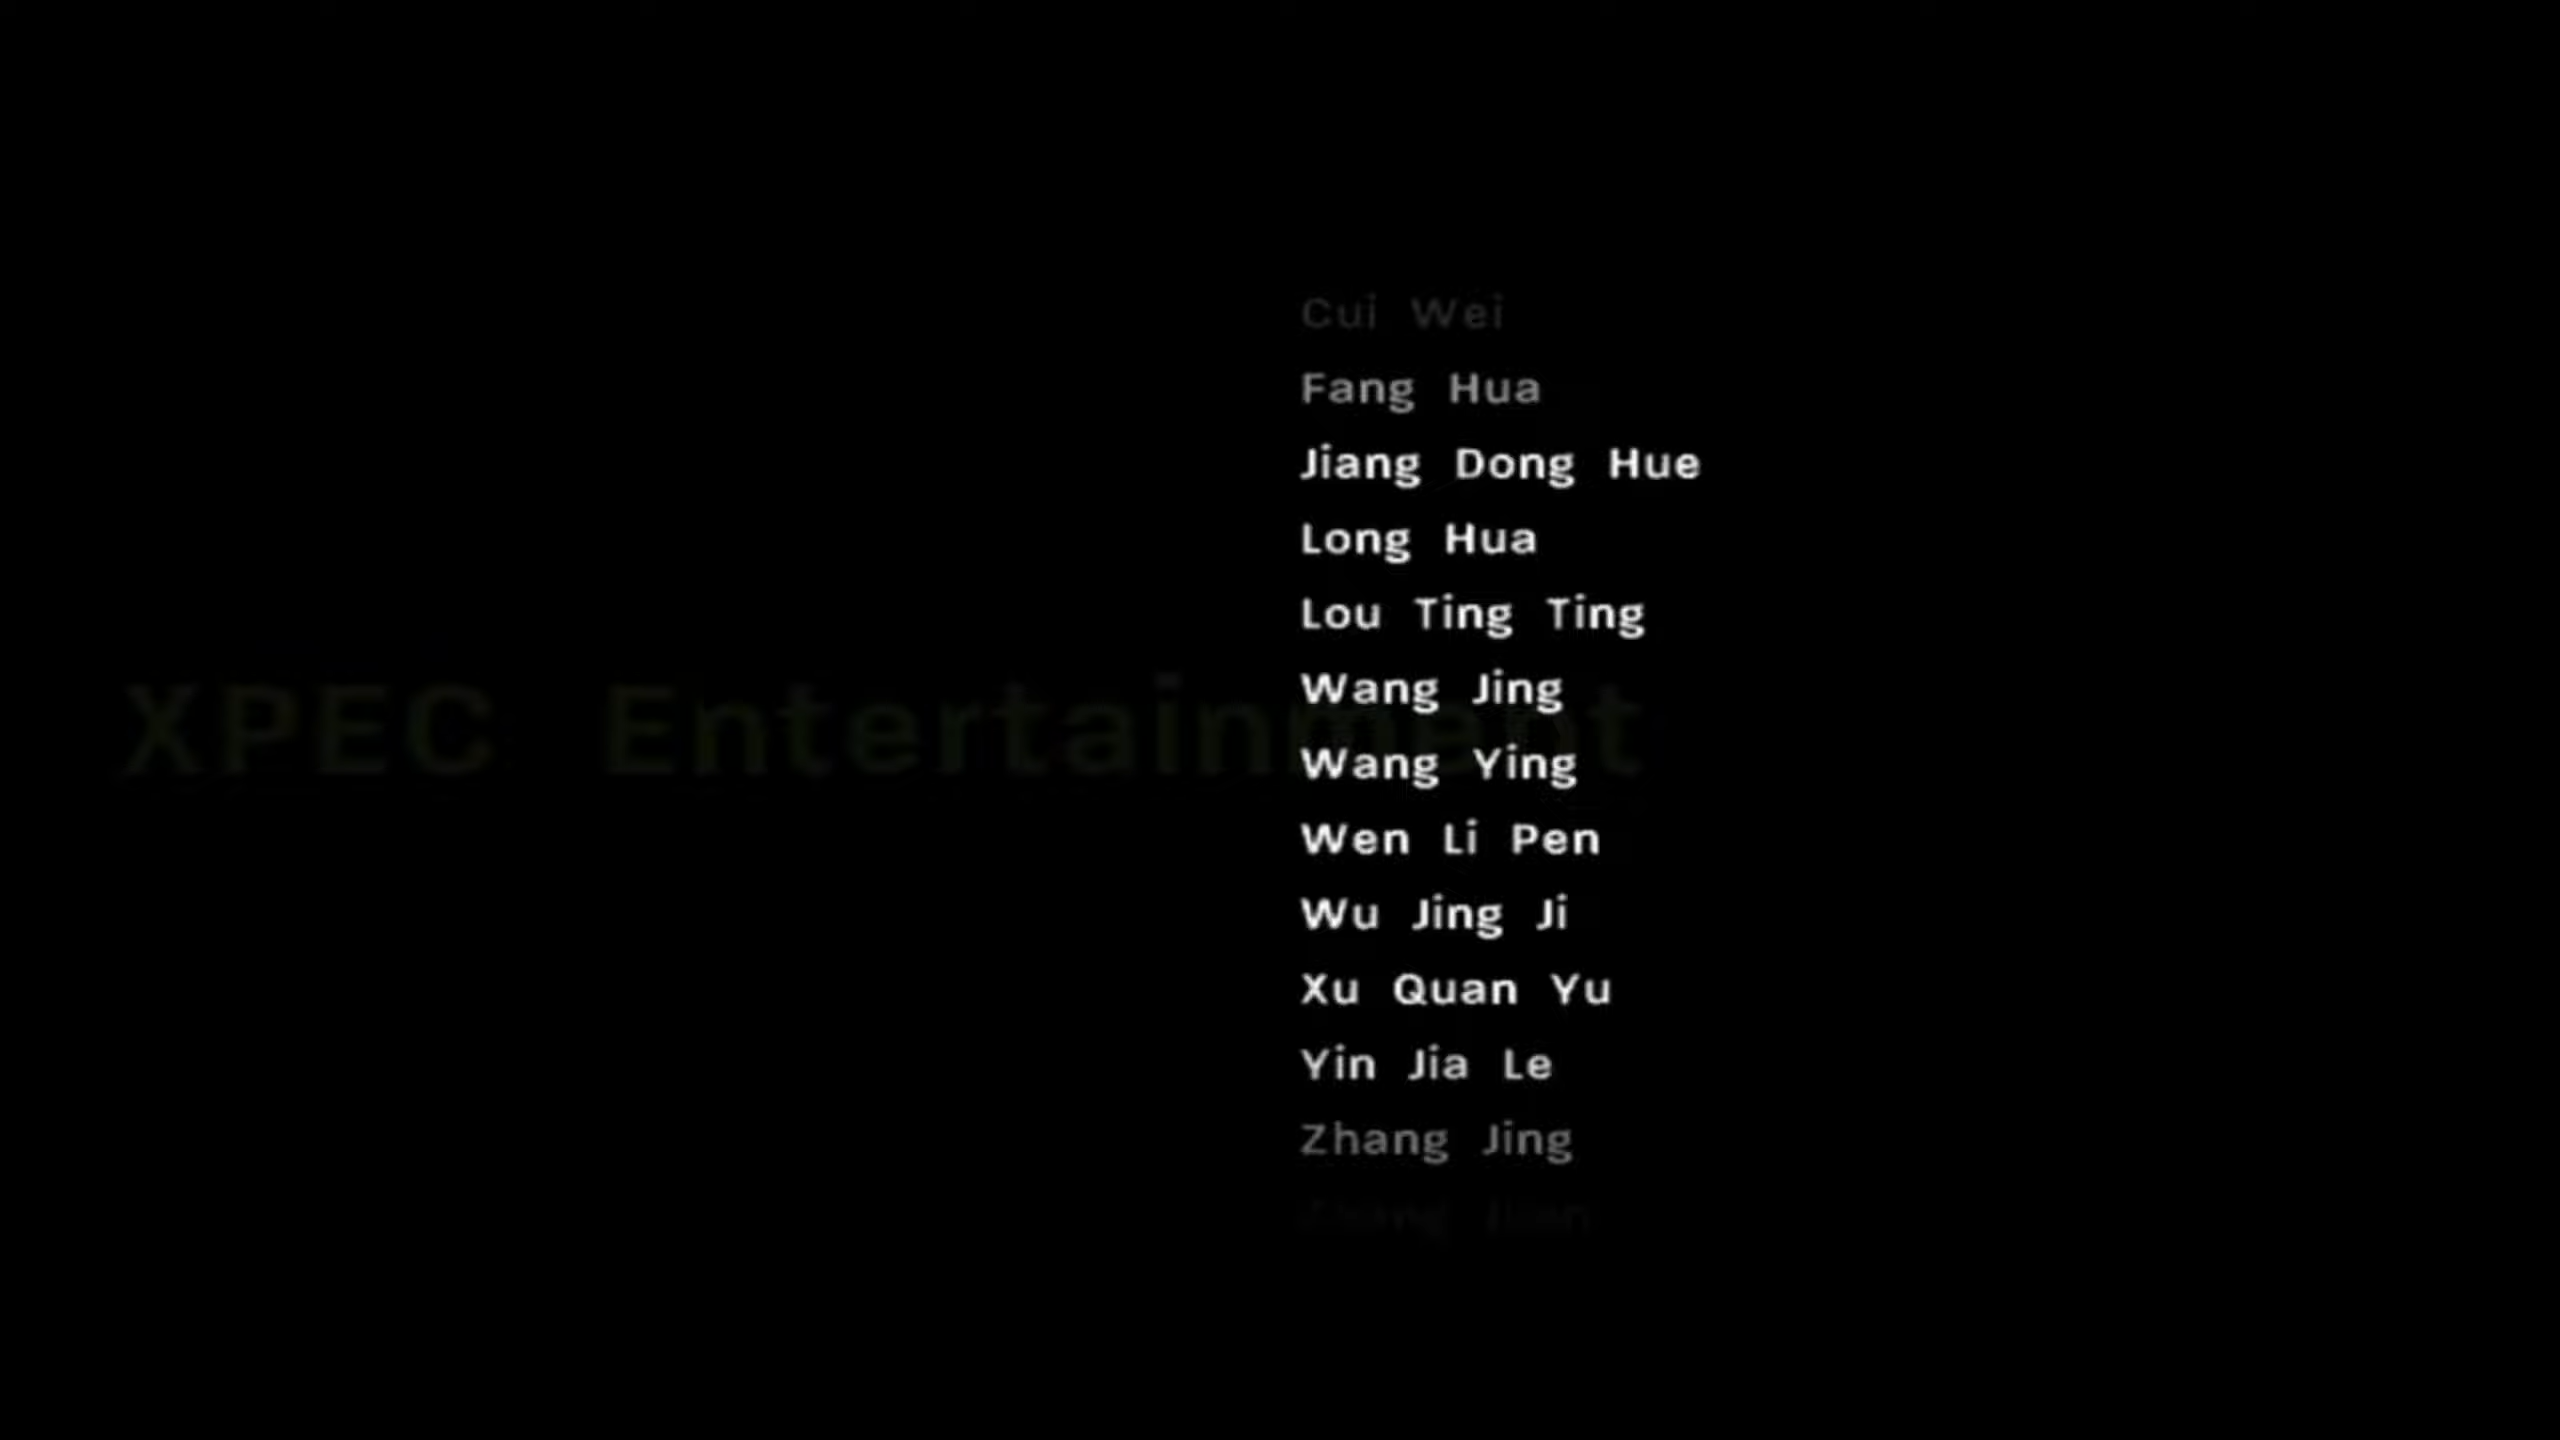 Cui Wei
Fang Hua
Jiang Dong Hue
Long Hua
Lou Ting Ting
XPEC Entertainment
Wang Jing
Wang Ying
Wen Li Pen
Wu Jing Ji
Xu Quan Yu
Yin Jia Le
Zhang Jing